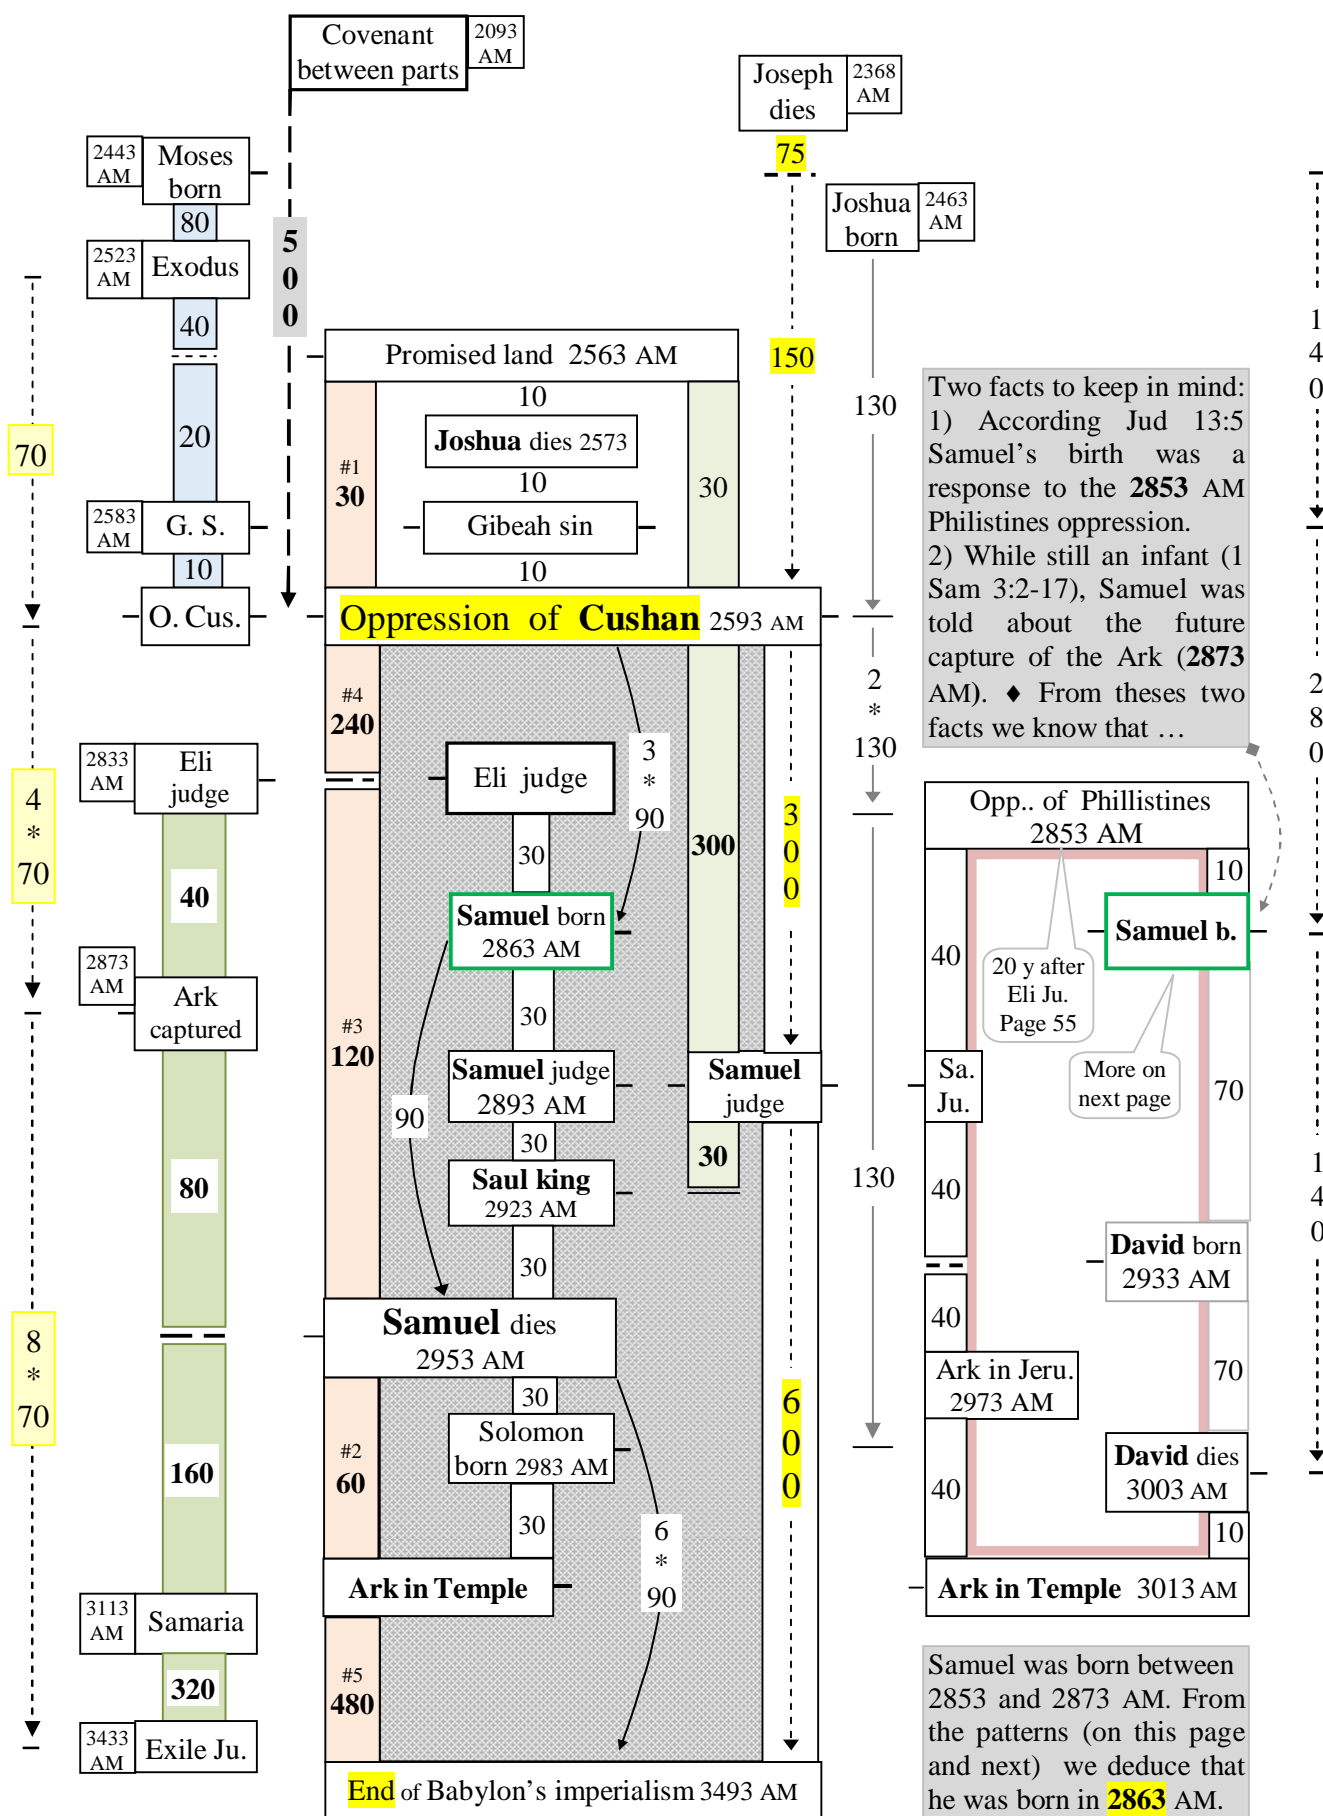 Covenant
between parts
2093
AM
Joseph
dies
2368
AM
75
2443
AM
Moses
born
80
2523
AM
Exodus
40
20
2583
AM
G. S.
10
O. Cus.
70
4
*
70
8
*
70
2833
AM
Eli
judge
40
2873
AM
Ark
captured
80
160
3113
AM
Samaria
320
3433
AM
Exile Ju.
5
0
0
Promised land 2563 AM
#1
30
10
Joshua dies 2573
10
Gibeah sin
10
30
Oppression of Cushan 2593 AM
#4
240
#3
120
#2
60
#5
480
3
*
90
Eli judge
30
Samuel born
2863 AM
30
Samuel judge
2893 AM
30
Saul king
2923 AM
30
90
Samuel dies
2953 AM
30
Solomon
born 2983 AM
30
Ark in Temple
6
*
90
End of Babylon's imperialism 3493 AM
300
Samuel
judge
30
150
3
0
0
6
0
0
Joshua
born
2463
AM
130
2
*
130
130
Two facts to keep in mind:
1) According Jud 13:5
Samuel's birth was a
response to the 2853 AM
Philistines oppression.
2) While still an infant (1
Sam 3:2-17), Samuel was
told about the future
capture of the Ark (2873
AM). ♦ From theses two
facts we know that …
Opp.. of Phillistines
2853 AM
10
40
Samuel b.
20 y after
Eli Ju.
Page 55
More on
next page
Sa.
Ju.
70
40
David born
2933 AM
40
Ark in Jeru.
2973 AM
70
40
David dies
3003 AM
10
Ark in Temple 3013 AM
Samuel was born between
2853 and 2873 AM. From
the patterns (on this page
and next) we deduce that
he was born in 2863 AM.
1
4
0
2
8
0
1
4
0